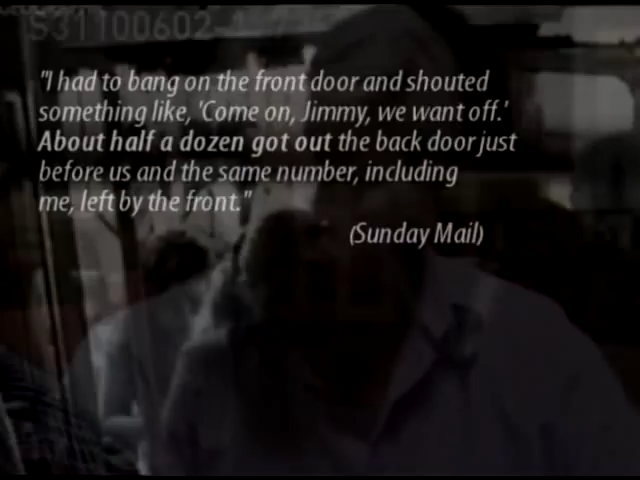 S31100602-1
"I had to bang on the front door and shouted
something like, 'Come on, Jimmy, we want off.'
About half a dozen got out the back door just
before us and the same number, including
me, left by the front."
(Sunday Mail)